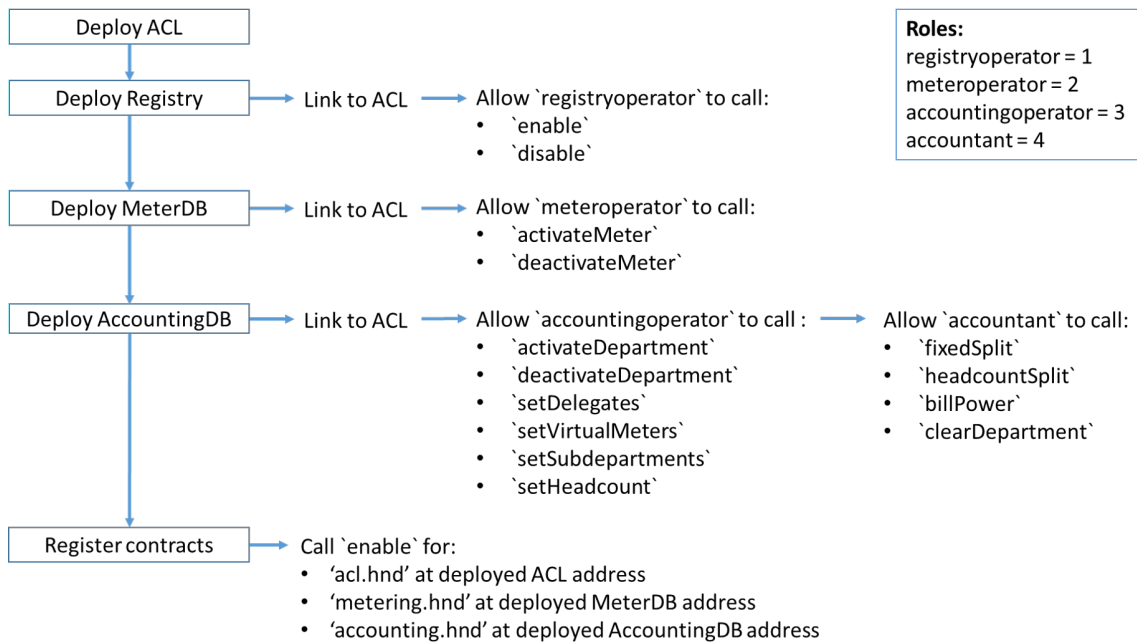 Deploy ACL
Roles:
registryoperator = 1
meteroperator = 2
accountingoperator = 3
accountant = 4
Deploy Registry
Link to ACL
Allow `registryoperator` to call:
• `enable`
• `disable`
Deploy MeterDB
Link to ACL
Allow `meteroperator` to call:
• `activateMeter`
• `deactivateMeter`
Deploy AccountingDB
Link to ACL
Allow `accountingoperator` to call :
• `activateDepartment`
• `deactivateDepartment`
• `setDelegates`
• `setVirtualMeters`
• `setSubdepartments`
• `setHeadcount`
Allow `accountant` to call:
• `fixedSplit`
• `headcountSplit`
• `billPower`
• `clearDepartment`
Register contracts
Call `enable` for:
• ‘acl.hnd’ at deployed ACL address
• ‘metering.hnd’ at deployed MeterDB address
• ‘accounting.hnd’ at deployed AccountingDB address